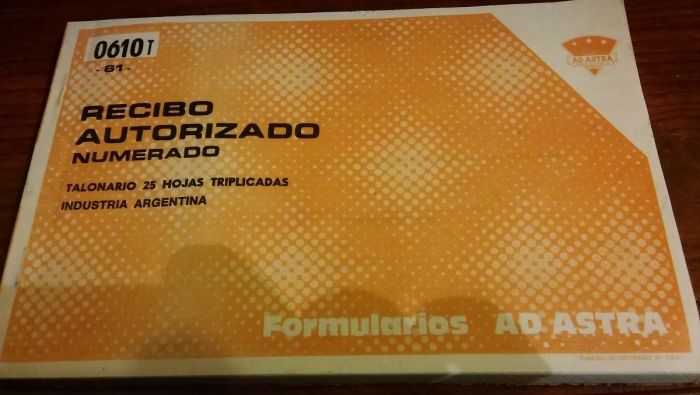 0610 T
- 61 -
AD ASTRA
RECIBO
AUTORIZADO
NUMERADO
TALONARIO 25 HOJAS TRIPLICADAS
INDUSTRIA ARGENTINA
Formularios AD ASTRA